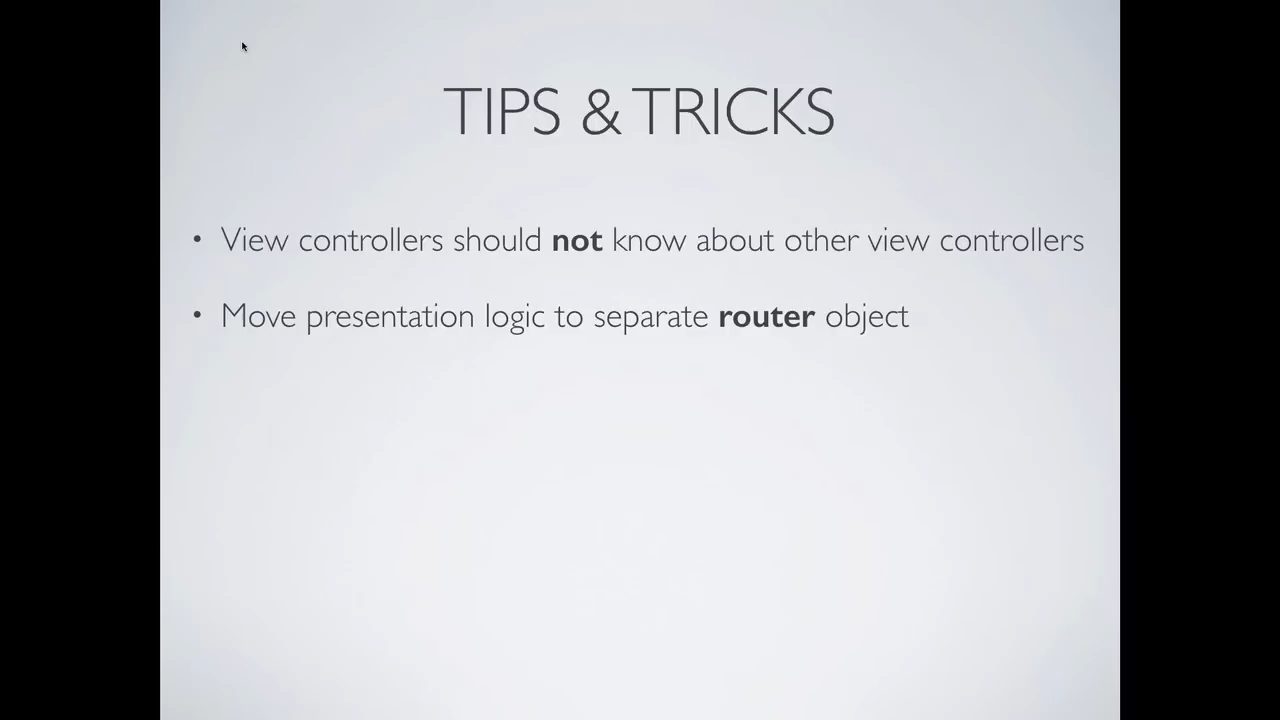 TIPS & TRICKS
• View controllers should not know about other view controllers
• Move presentation logic to separate router object